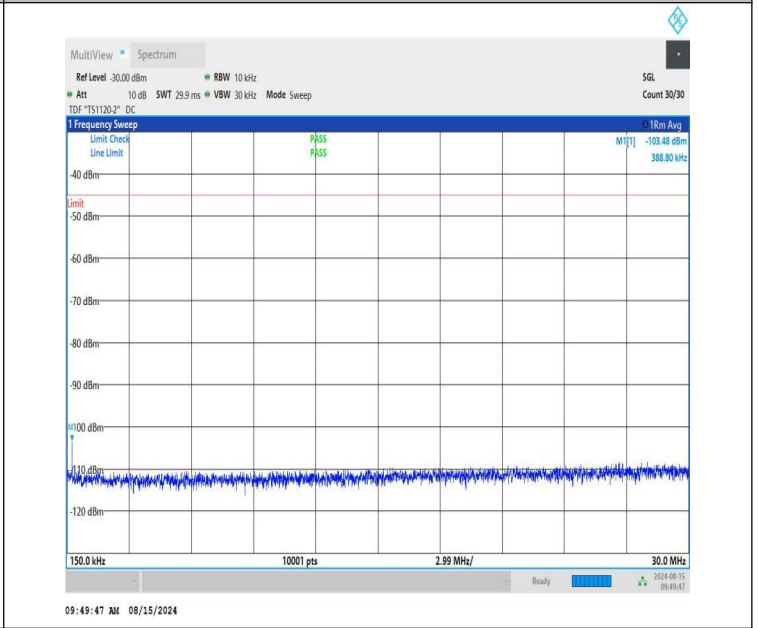 MultiView Spectrum
Ref Level -30.00 dBm RBW 10 kHz SGL
Att 10 dB SWT 29.9 ms VBW 30 kHz Mode Sweep Count 30/30
TDF "TS1120-2" DC
1 Frequency Sweep 1Rm Avg
Limit Check PASS M1[1] -103.48 dBm
Line Limit PASS 388.80 kHz
-40 dBm
Limit
-50 dBm
-60 dBm
-70 dBm
-80 dBm
-90 dBm
M1
-100 dBm
-110 dBm
-120 dBm
150.0 kHz 10001 pts 2.99 MHz/ 30.0 MHz
Ready 2024-08-15
09:49:47
09:49:47 AM 08/15/2024